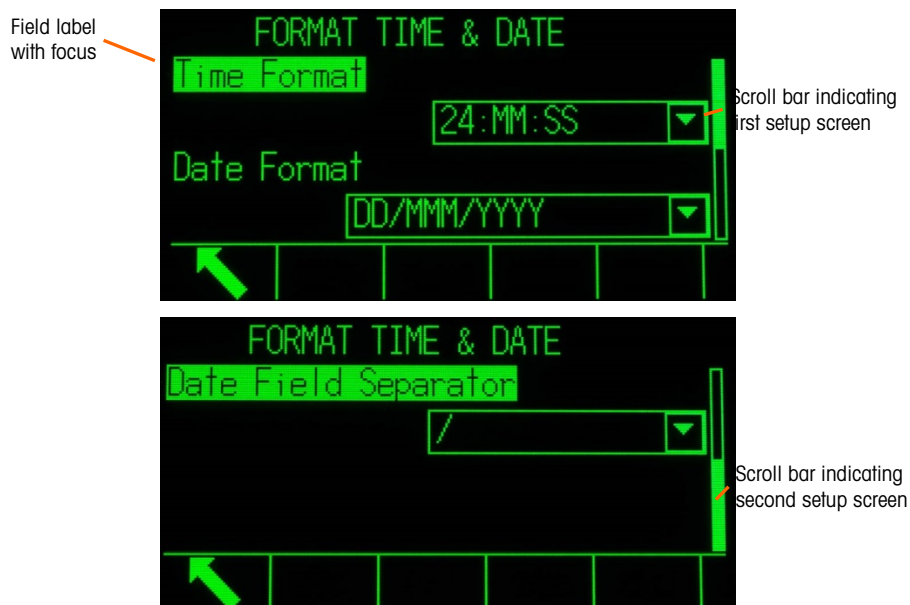 Field label
with focus
FORMAT TIME & DATE
Time Format
24:MM:SS
Scroll bar indicating
first setup screen
Date Format
DD/MMM/YYYY
FORMAT TIME & DATE
Date Field Separator
/
Scroll bar indicating
second setup screen